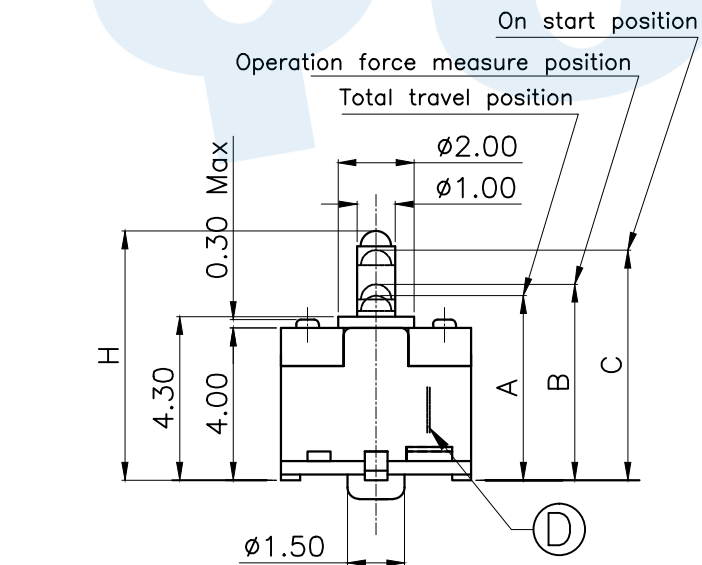 On start position
Operation force measure position
Total travel position
ø2.00
ø1.00
0.30 Max
H
4.30
4.00
A
B
C
D
ø1.50